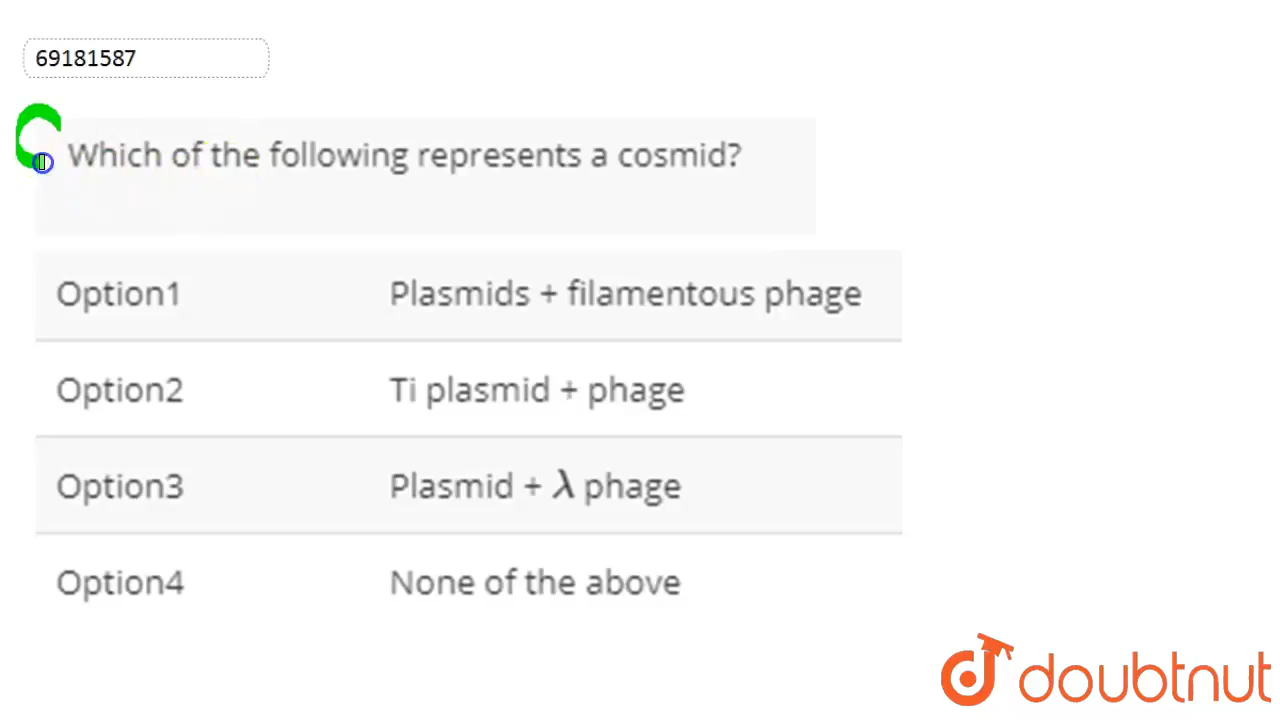 69181587
Which of the following represents a cosmid?
Option1 Plasmids + filamentous phage
Option2 Ti plasmid + phage
Option3 Plasmid + λ phage
Option4 None of the above
doubtnut